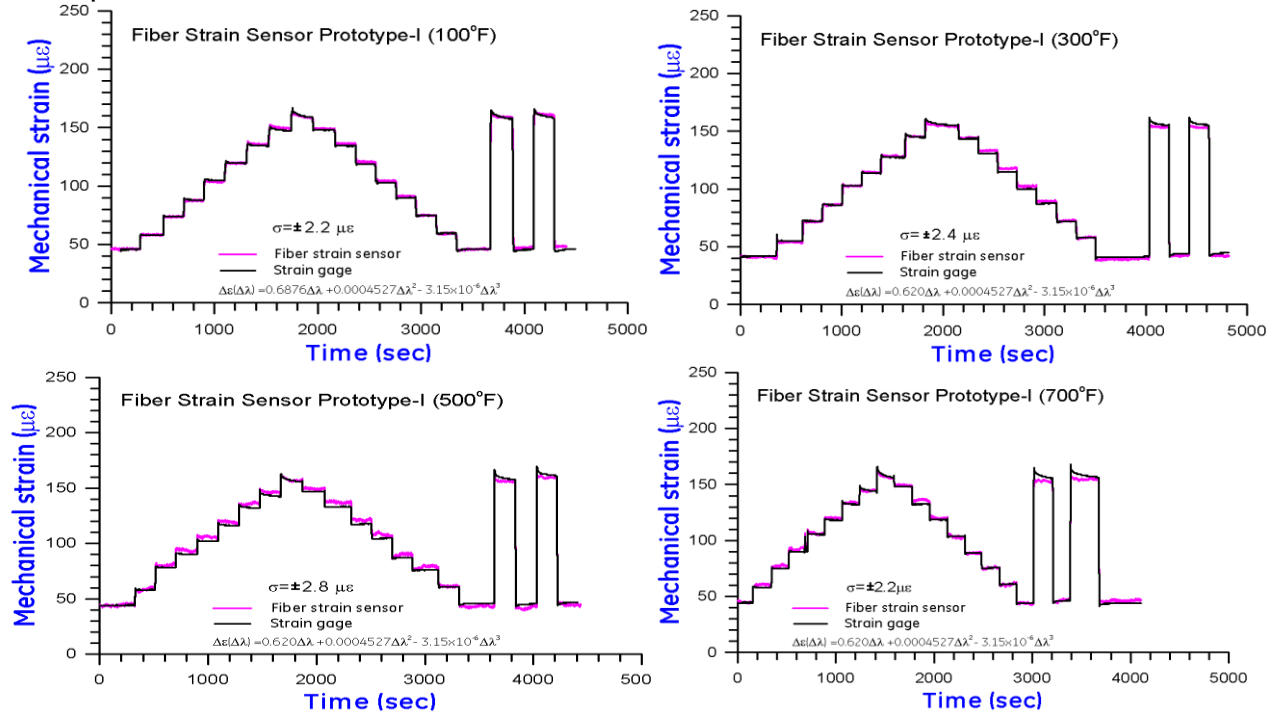 Fiber Strain Sensor Prototype-I (100°F)
Mechanical strain (με)
250
200
150
100
50
0
σ=±2.2 με
Fiber strain sensor
Strain gage
Δε(Δλ) =0.6876Δλ +0.0004527Δλ² - 3.15×10⁻⁶Δλ³
0 1000 2000 3000 4000 5000
Time (sec)
Fiber Strain Sensor Prototype-I (300°F)
Mechanical strain (με)
250
200
150
100
50
0
σ=±2.4 με
Fiber strain sensor
Strain gage
Δε(Δλ) =0.620Δλ +0.0004527Δλ² - 3.15×10⁻⁶Δλ³
0 1000 2000 3000 4000 5000
Time (sec)
Fiber Strain Sensor Prototype-I (500°F)
Mechanical strain (με)
250
200
150
100
50
0
σ=±2.8 με
Fiber strain sensor
Strain gage
Δε(Δλ) =0.620Δλ +0.0004527Δλ² - 3.15×10⁻⁶Δλ³
0 1000 2000 3000 4000 500
Time (sec)
Fiber Strain Sensor Prototype-I (700°F)
Mechanical strain (με)
250
200
150
100
50
0
σ=±2.2με
Fiber strain sensor
Strain gage
Δε(Δλ) =0.620Δλ +0.0004527Δλ² - 3.15×10⁻⁶Δλ³
0 1000 2000 3000 4000 5000
Time (sec)